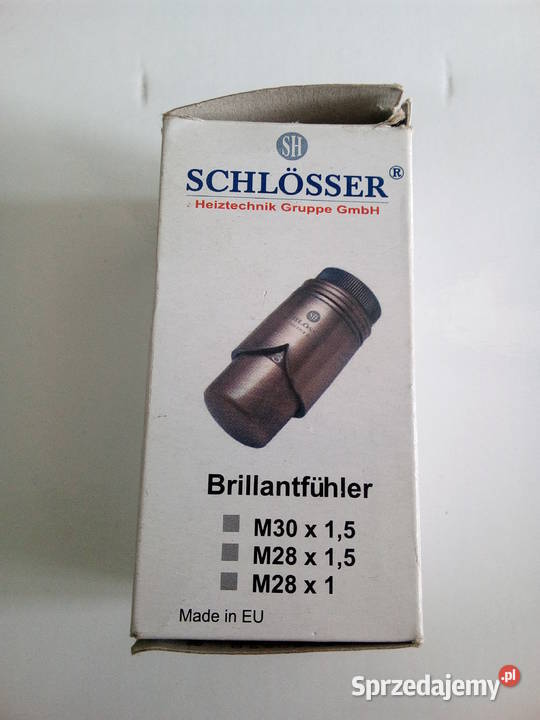 SH
SCHLÖSSER®
Heiztechnik Gruppe GmbH
SH
Brillantfühler
M30 x 1,5
M28 x 1,5
M28 x 1
Made in EU
Sprzedajemy.pl